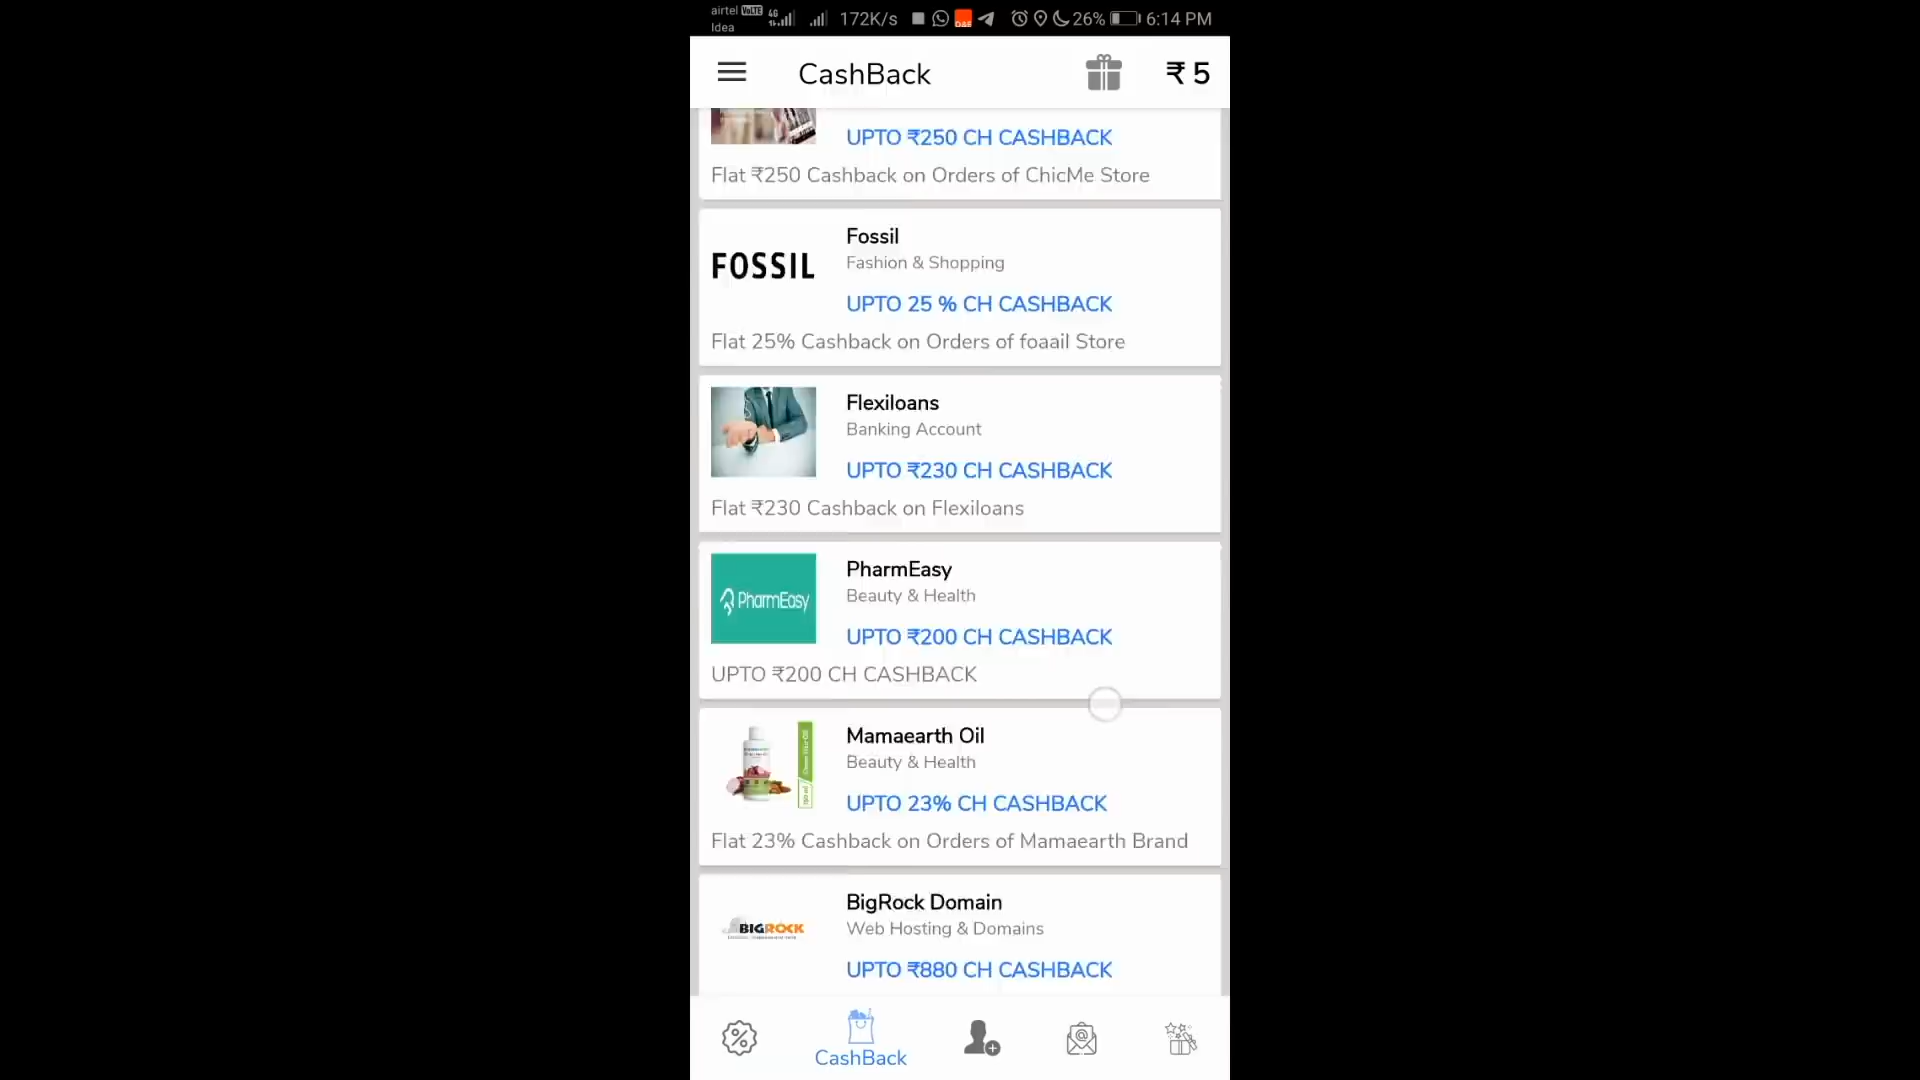 airtel VoLTE 4G 172K/s 26% 6:14 PM
Idea
CashBack ₹ 5
UPTO ₹250 CH CASHBACK
Flat ₹250 Cashback on Orders of ChicMe Store
FOSSIL
Fossil
Fashion & Shopping
UPTO 25 % CH CASHBACK
Flat 25% Cashback on Orders of foaail Store
Flexiloans
Banking Account
UPTO ₹230 CH CASHBACK
Flat ₹230 Cashback on Flexiloans
PharmEasy
PharmEasy
Beauty & Health
UPTO ₹200 CH CASHBACK
UPTO ₹200 CH CASHBACK
Mamaearth Oil
Beauty & Health
UPTO 23% CH CASHBACK
Flat 23% Cashback on Orders of Mamaearth Brand
BIGROCK
BigRock Domain
Web Hosting & Domains
UPTO ₹880 CH CASHBACK
CashBack